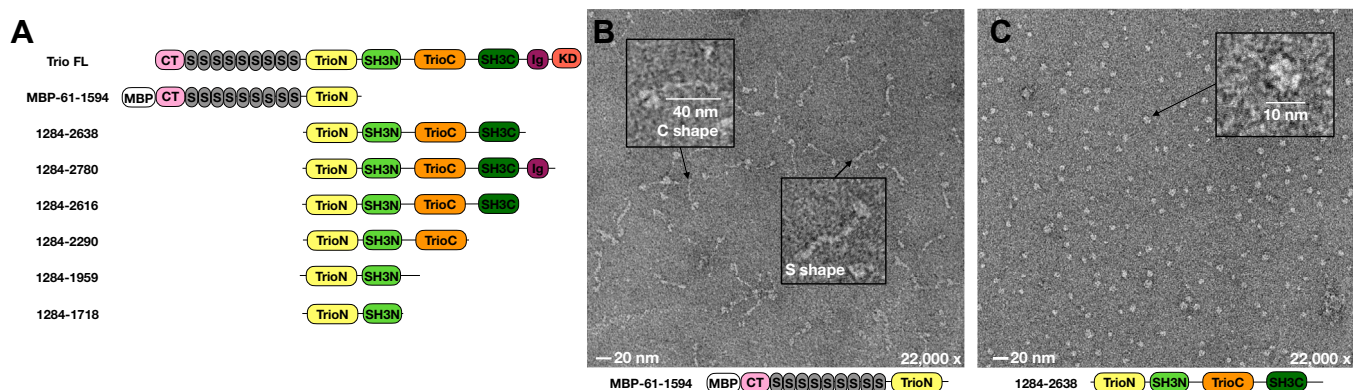 A
Trio FL CT S S S S S S S S S TrioN SH3N TrioC SH3C Ig KD
MBP-61-1594 MBP CT S S S S S S S S S TrioN
1284-2638 TrioN SH3N TrioC SH3C
1284-2780 TrioN SH3N TrioC SH3C Ig
1284-2616 TrioN SH3N TrioC SH3C
1284-2290 TrioN SH3N TrioC
1284-1959 TrioN SH3N
1284-1718 TrioN SH3N
B
40 nm
C shape
S shape
20 nm
22,000 x
MBP-61-1594 MBP CT S S S S S S S S S TrioN
C
10 nm
20 nm
22,000 x
1284-2638 TrioN SH3N TrioC SH3C